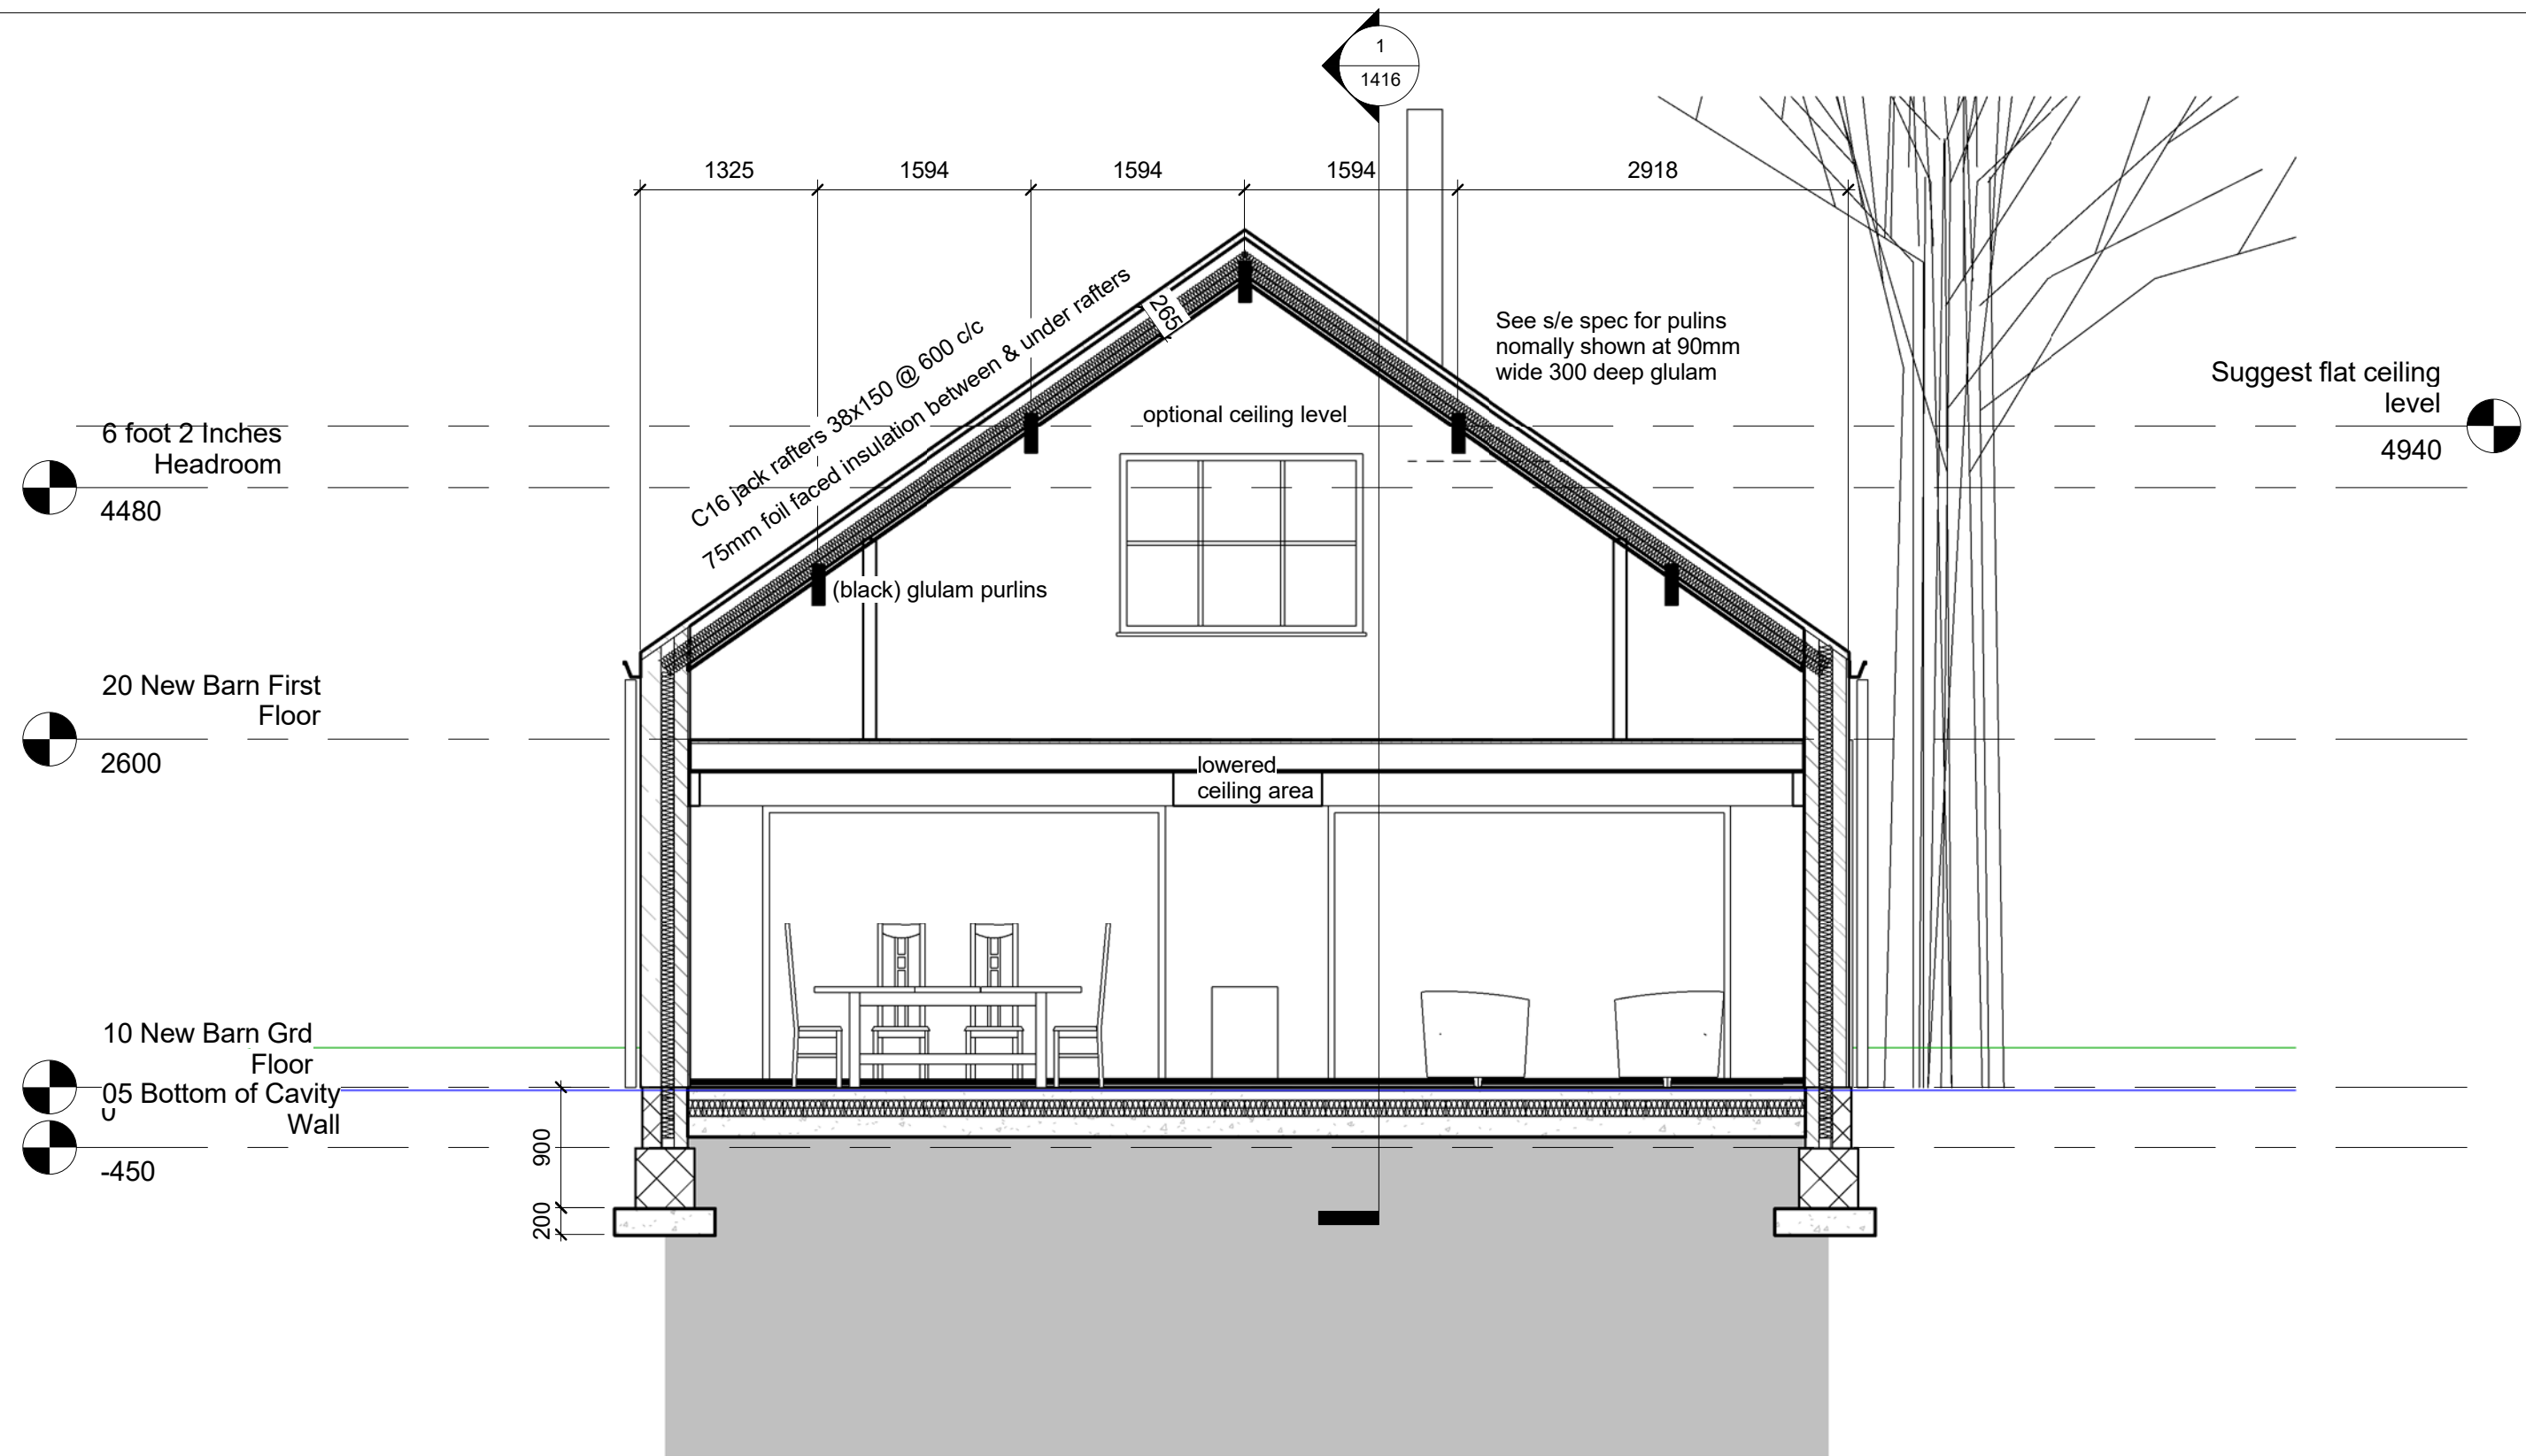 1
1416
1325
1594
1594
1594
2918
265
C16 jack rafters 38x150 @ 600 c/c
75mm foil faced insulation between & under rafters
See s/e spec for pulins
nomally shown at 90mm
wide 300 deep glulam
Suggest flat ceiling
level
4940
optional ceiling level
6 foot 2 Inches
Headroom
4480
(black) glulam purlins
20 New Barn First
Floor
2600
lowered
ceiling area
10 New Barn Grd
Floor
0
05 Bottom of Cavity
Wall
-450
900
200